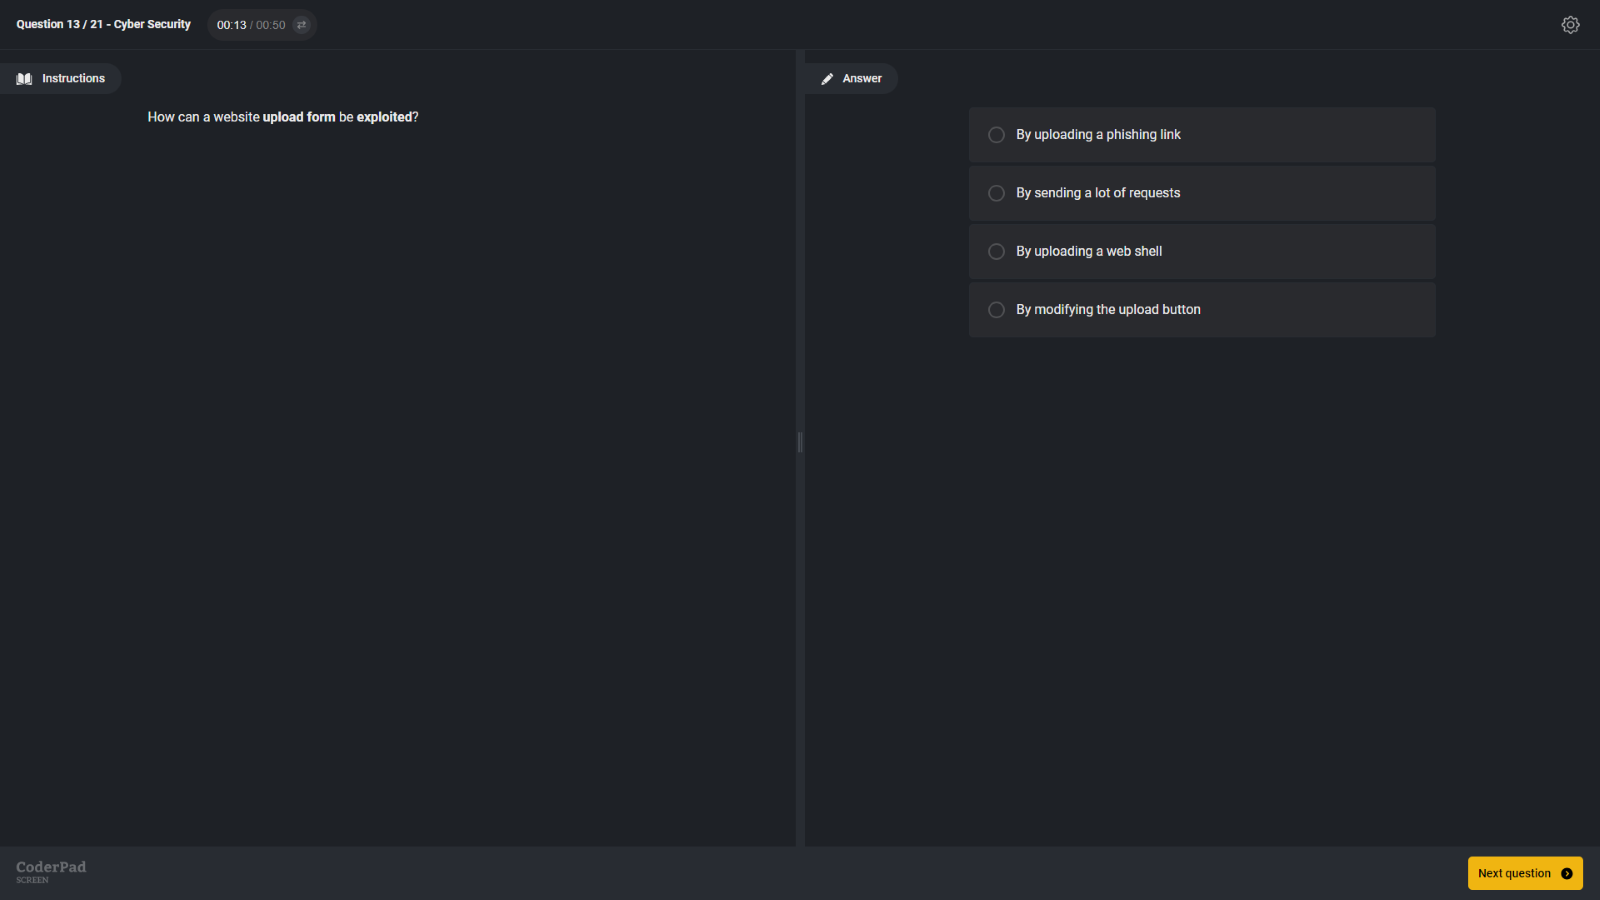 Question 13 / 21 - Cyber Security
00:13 / 00:50
Instructions
How can a website upload form be exploited?
Answer
By uploading a phishing link
By sending a lot of requests
By uploading a web shell
By modifying the upload button
CoderPad
SCREEN
Next question